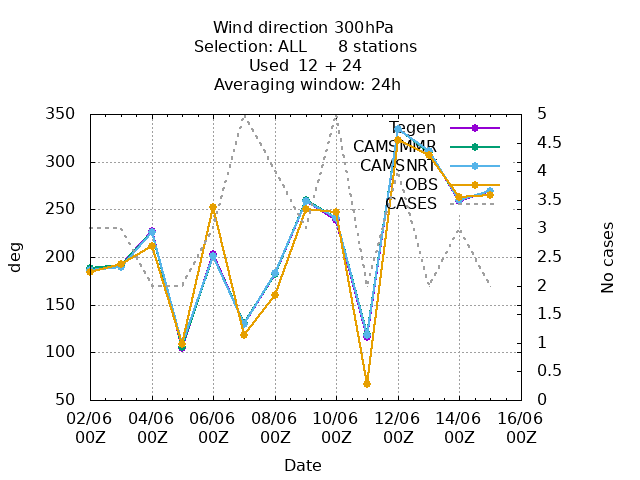 Wind direction 300hPa
Selection: ALL      8 stations
Used  12 + 24
Averaging window: 24h
350
300
250
200
150
100
50
5
4.5
4
3.5
3
2.5
2
1.5
1
0.5
0
Tegen
CAMSMMR
CAMSNRT
OBS
CASES
deg
No cases
02/06 04/06 06/06 08/06 10/06 12/06 14/06 16/06
00Z 00Z 00Z 00Z 00Z 00Z 00Z 00Z
Date